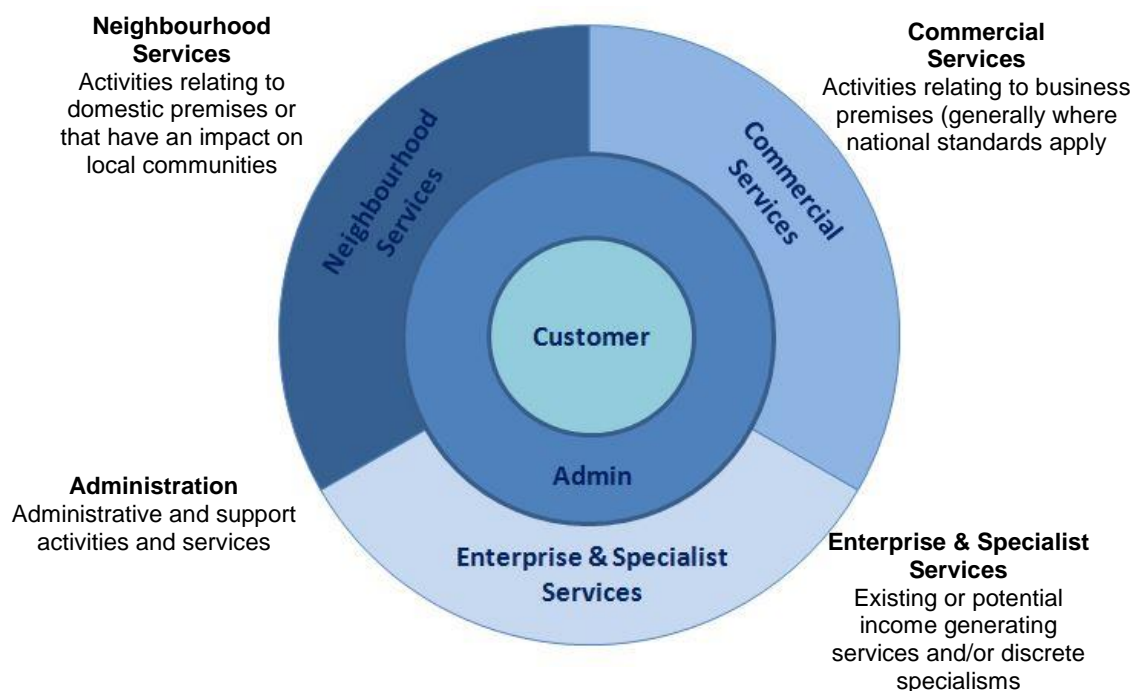 Neighbourhood
Services
Activities relating to
domestic premises or
that have an impact on
local communities
Commercial
Services
Activities relating to business
premises (generally where
national standards apply
Neighbourhood
Services
Commercial
Services
Customer
Admin
Enterprise & Specialist
Services
Administration
Administrative and support
activities and services
Enterprise & Specialist
Services
Existing or potential
income generating
services and/or discrete
specialisms